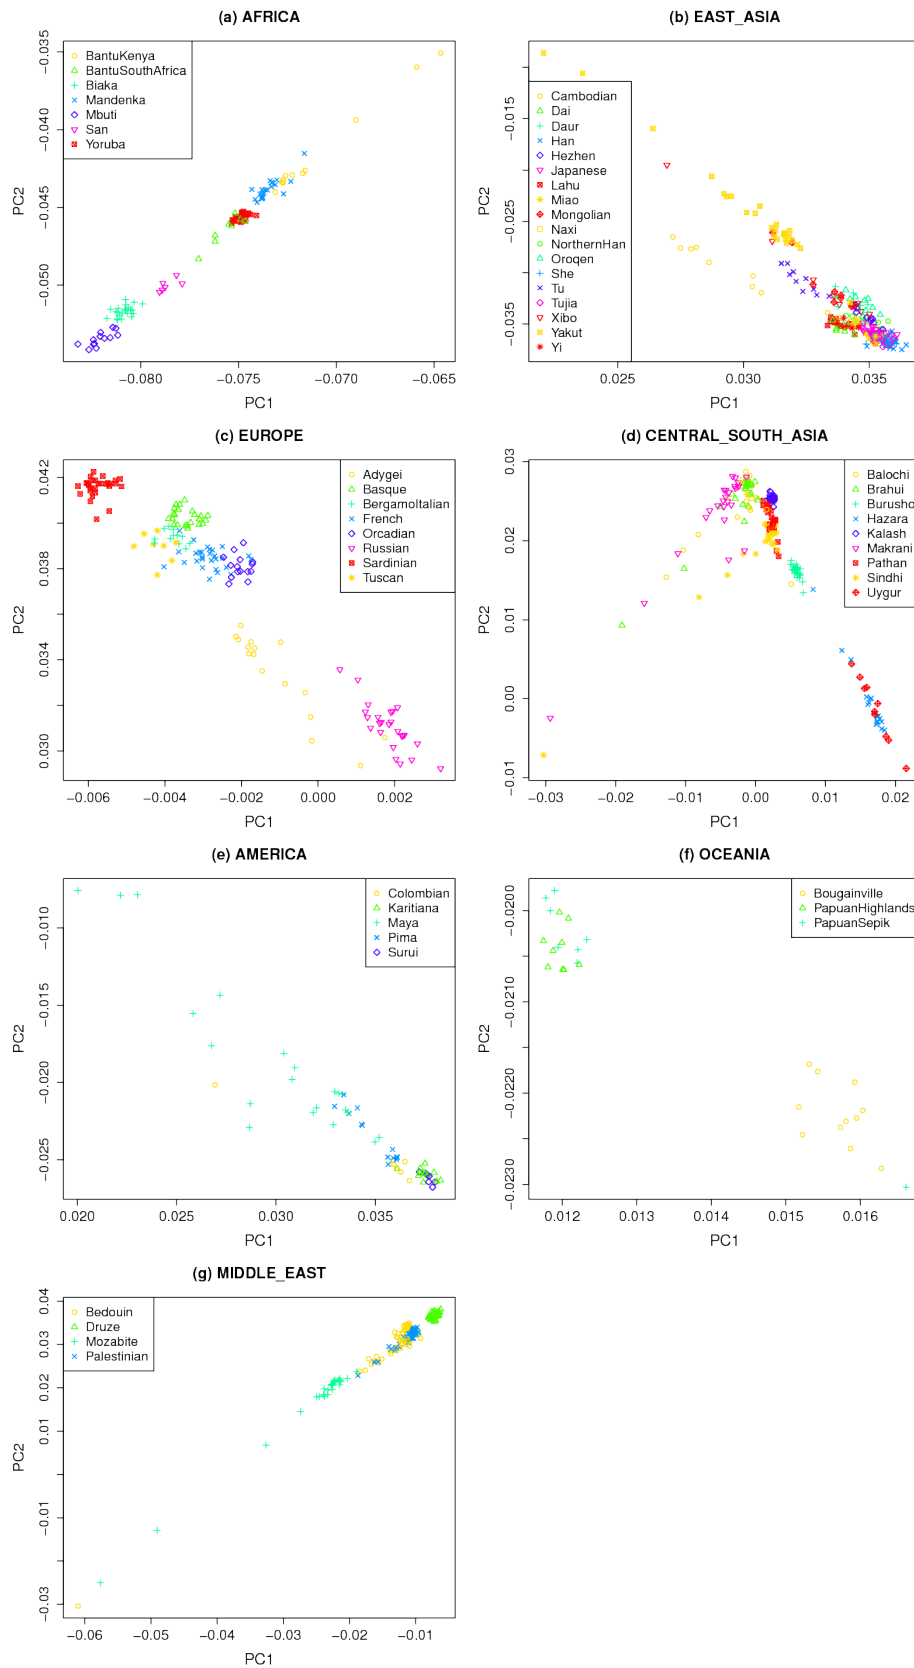 (a) AFRICA
BantuKenya
BantuSouthAfrica
Biaka
Mandenka
Mbuti
San
Yoruba
−0.035
−0.040
−0.045
−0.050
PC2
−0.080
−0.075
−0.070
−0.065
PC1
(b) EAST_ASIA
Cambodian
Dai
Daur
Han
Hezhen
Japanese
Lahu
Miao
Mongolian
Naxi
NorthernHan
Oroqen
She
Tu
Tujia
Xibo
Yakut
Yi
−0.015
−0.025
−0.035
PC2
0.025
0.030
0.035
PC1
(c) EUROPE
Adygei
Basque
BergamoItalian
French
Orcadian
Russian
Sardinian
Tuscan
0.042
0.038
0.034
0.030
PC2
−0.006
−0.004
−0.002
0.000
0.002
PC1
(d) CENTRAL_SOUTH_ASIA
Balochi
Brahui
Burusho
Hazara
Kalash
Makrani
Pathan
Sindhi
Uygur
0.03
0.02
0.01
0.00
−0.01
PC2
−0.03
−0.02
−0.01
0.00
0.01
0.02
PC1
(e) AMERICA
Colombian
Karitiana
Maya
Pima
Surui
−0.010
−0.015
−0.020
−0.025
PC2
0.020
0.025
0.030
0.035
PC1
(f) OCEANIA
Bougainville
PapuanHighlands
PapuanSepik
−0.0200
−0.0210
−0.0220
−0.0230
PC2
0.012
0.013
0.014
0.015
0.016
PC1
(g) MIDDLE_EAST
Bedouin
Druze
Mozabite
Palestinian
0.04
0.03
0.02
0.01
−0.01
−0.03
PC2
−0.06
−0.05
−0.04
−0.03
−0.02
−0.01
PC1